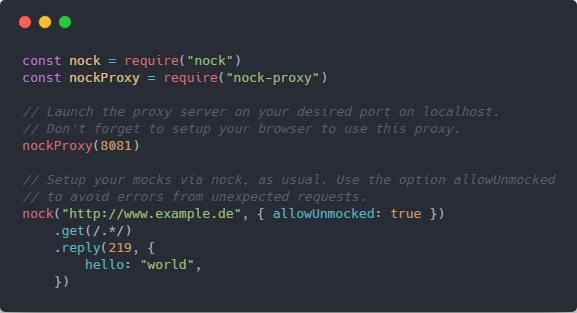 const nock = require("nock")
const nockProxy = require("nock-proxy")
// Launch the proxy server on your desired port on localhost.
// Don't forget to setup your browser to use this proxy.
nockProxy(8081)
// Setup your mocks via nock, as usual. Use the option allowUnmocked
// to avoid errors from unexpected requests.
nock("http://www.example.de", { allowUnmocked: true })
    .get(/.*/)
    .reply(219, {
        hello: "world",
    })